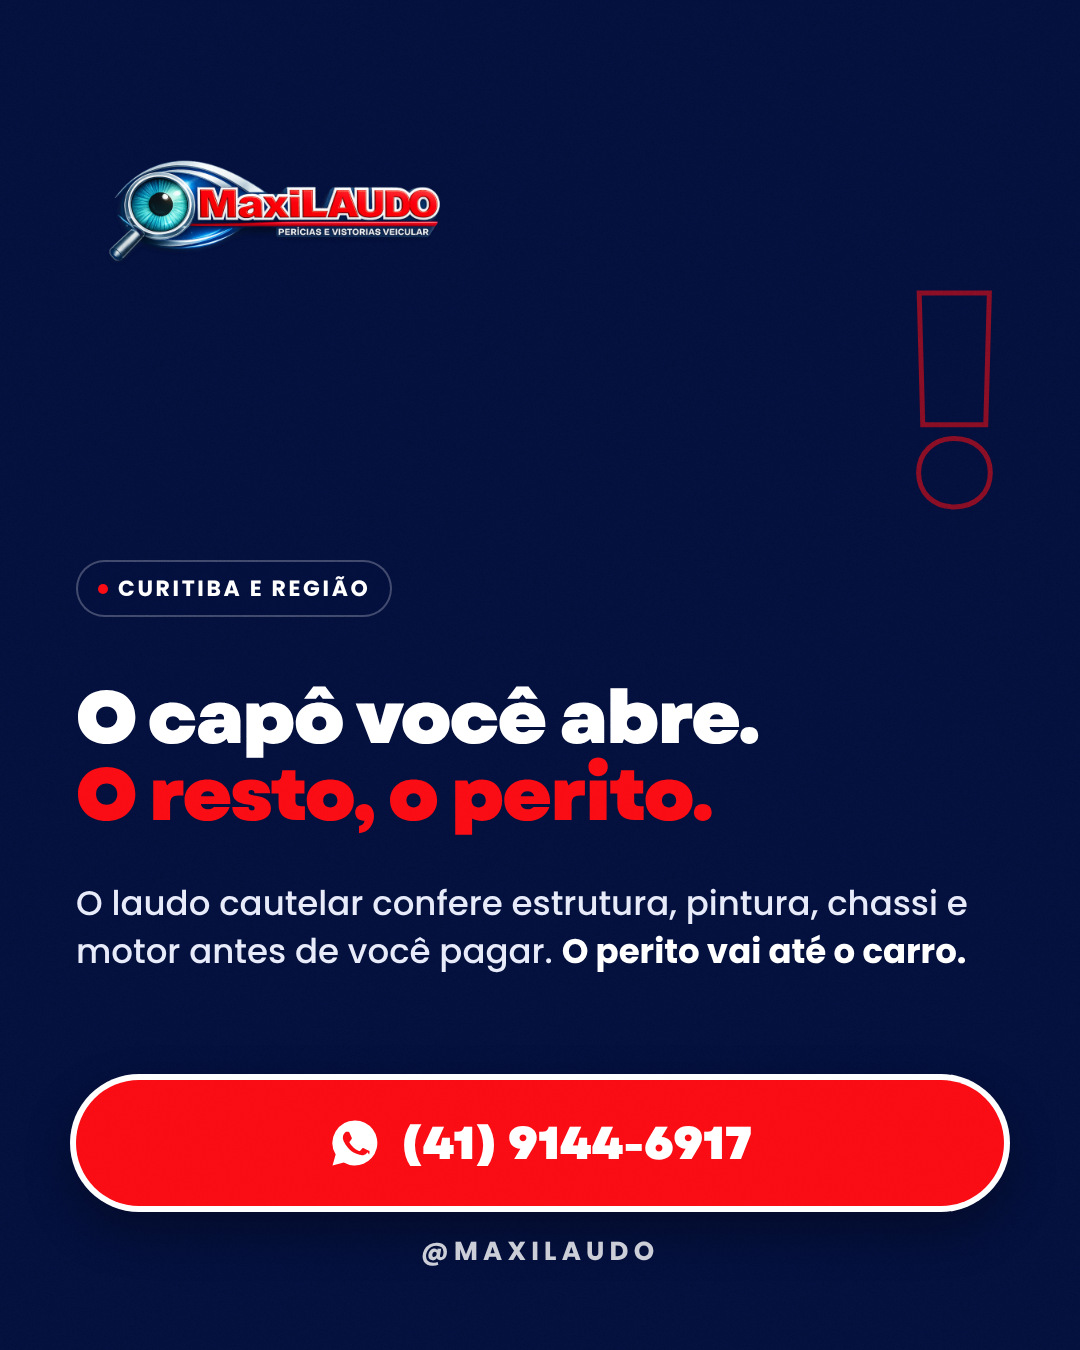 MaxiLAUDO
PERÍCIAS E VISTORIAS VEICULAR
!
CURITIBA E REGIÃO
O capô você abre.
O resto, o perito.
O laudo cautelar confere estrutura, pintura, chassi e
motor antes de você pagar. O perito vai até o carro.
(41) 9144-6917
@MAXILAUDO